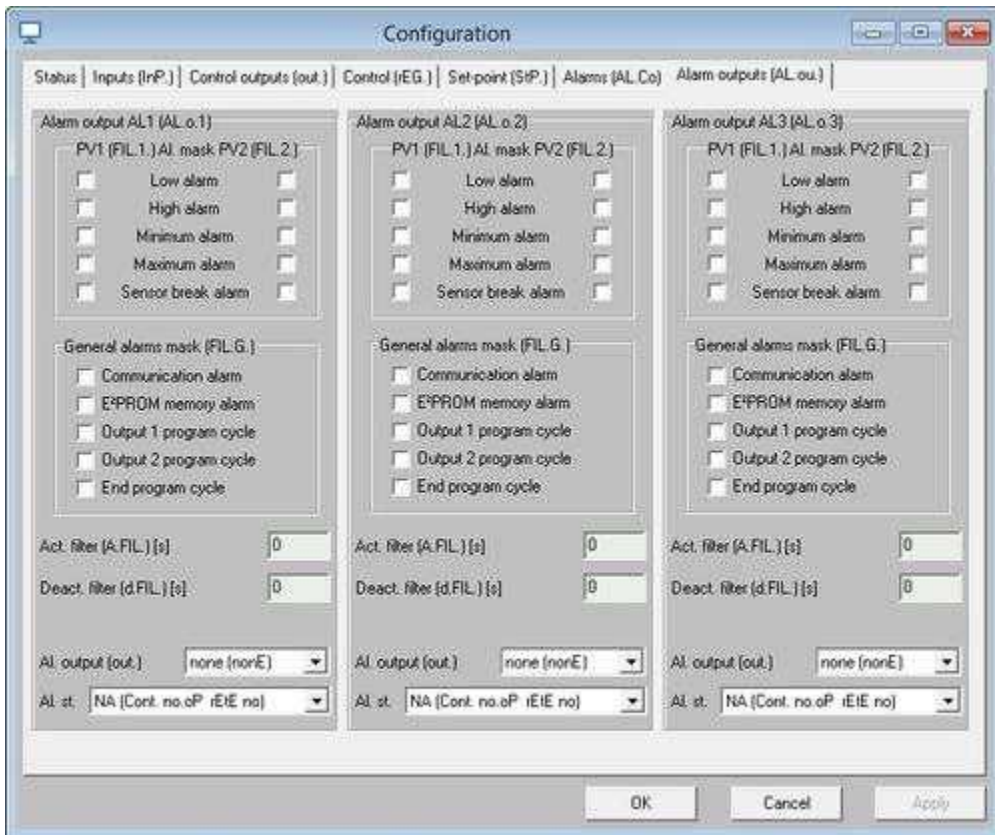 Configuration
Status Inputs (InP.) Control outputs (out.) Control (rEG.) Set-point (StP.) Alarms (AL.Co) Alarm outputs (AL.ou.)
Alarm output AL1 (AL.o.1)
PV1 (FIL.1.) Al. mask PV2 (FIL.2.)
Low alarm
High alarm
Minimum alarm
Maximum alarm
Sensor break alarm
General alarms mask (FIL.G.)
Communication alarm
E²PROM memory alarm
Output 1 program cycle
Output 2 program cycle
End program cycle
Act. filter (A.FIL.) [s] 0
Deact. filter (d.FIL.) [s] 0
Al. output (out.) none (nonE)
Al. st. NA (Cont. no.oP rEtE no)
Alarm output AL2 (AL.o.2)
PV1 (FIL.1.) Al. mask PV2 (FIL.2.)
Low alarm
High alarm
Minimum alarm
Maximum alarm
Sensor break alarm
General alarms mask (FIL.G.)
Communication alarm
E²PROM memory alarm
Output 1 program cycle
Output 2 program cycle
End program cycle
Act. filter (A.FIL.) [s] 0
Deact. filter (d.FIL.) [s] 0
Al. output (out.) none (nonE)
Al. st. NA (Cont. no.oP rEtE no)
Alarm output AL3 (AL.o.3)
PV1 (FIL.1.) Al. mask PV2 (FIL.2.)
Low alarm
High alarm
Minimum alarm
Maximum alarm
Sensor break alarm
General alarms mask (FIL.G.)
Communication alarm
E²PROM memory alarm
Output 1 program cycle
Output 2 program cycle
End program cycle
Act. filter (A.FIL.) [s] 0
Deact. filter (d.FIL.) [s] 0
Al. output (out.) none (nonE)
Al. st. NA (Cont. no.oP rEtE no)
OK Cancel Apply